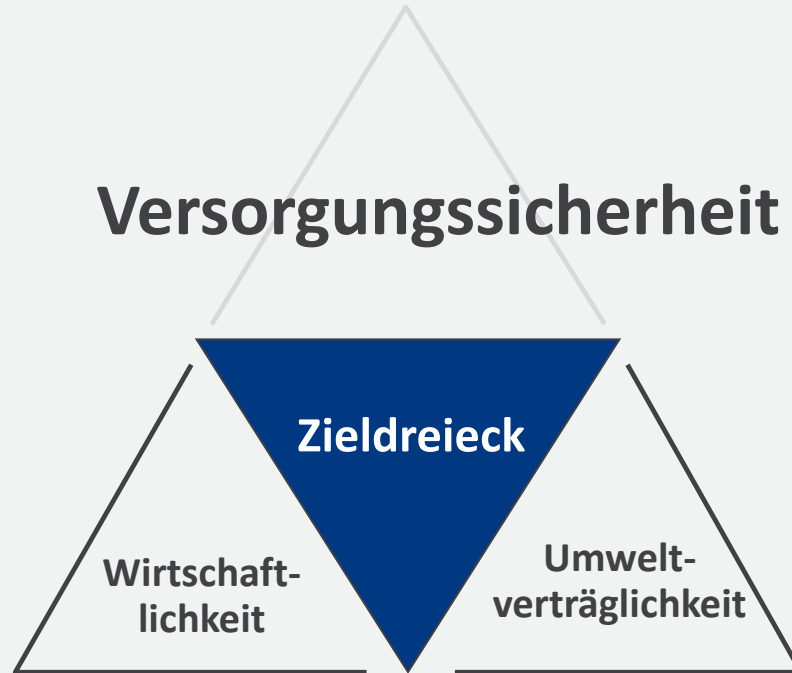 Versorgungssicherheit
Zieldreieck
Wirtschaft-
lichkeit
Umwelt-
verträglichkeit